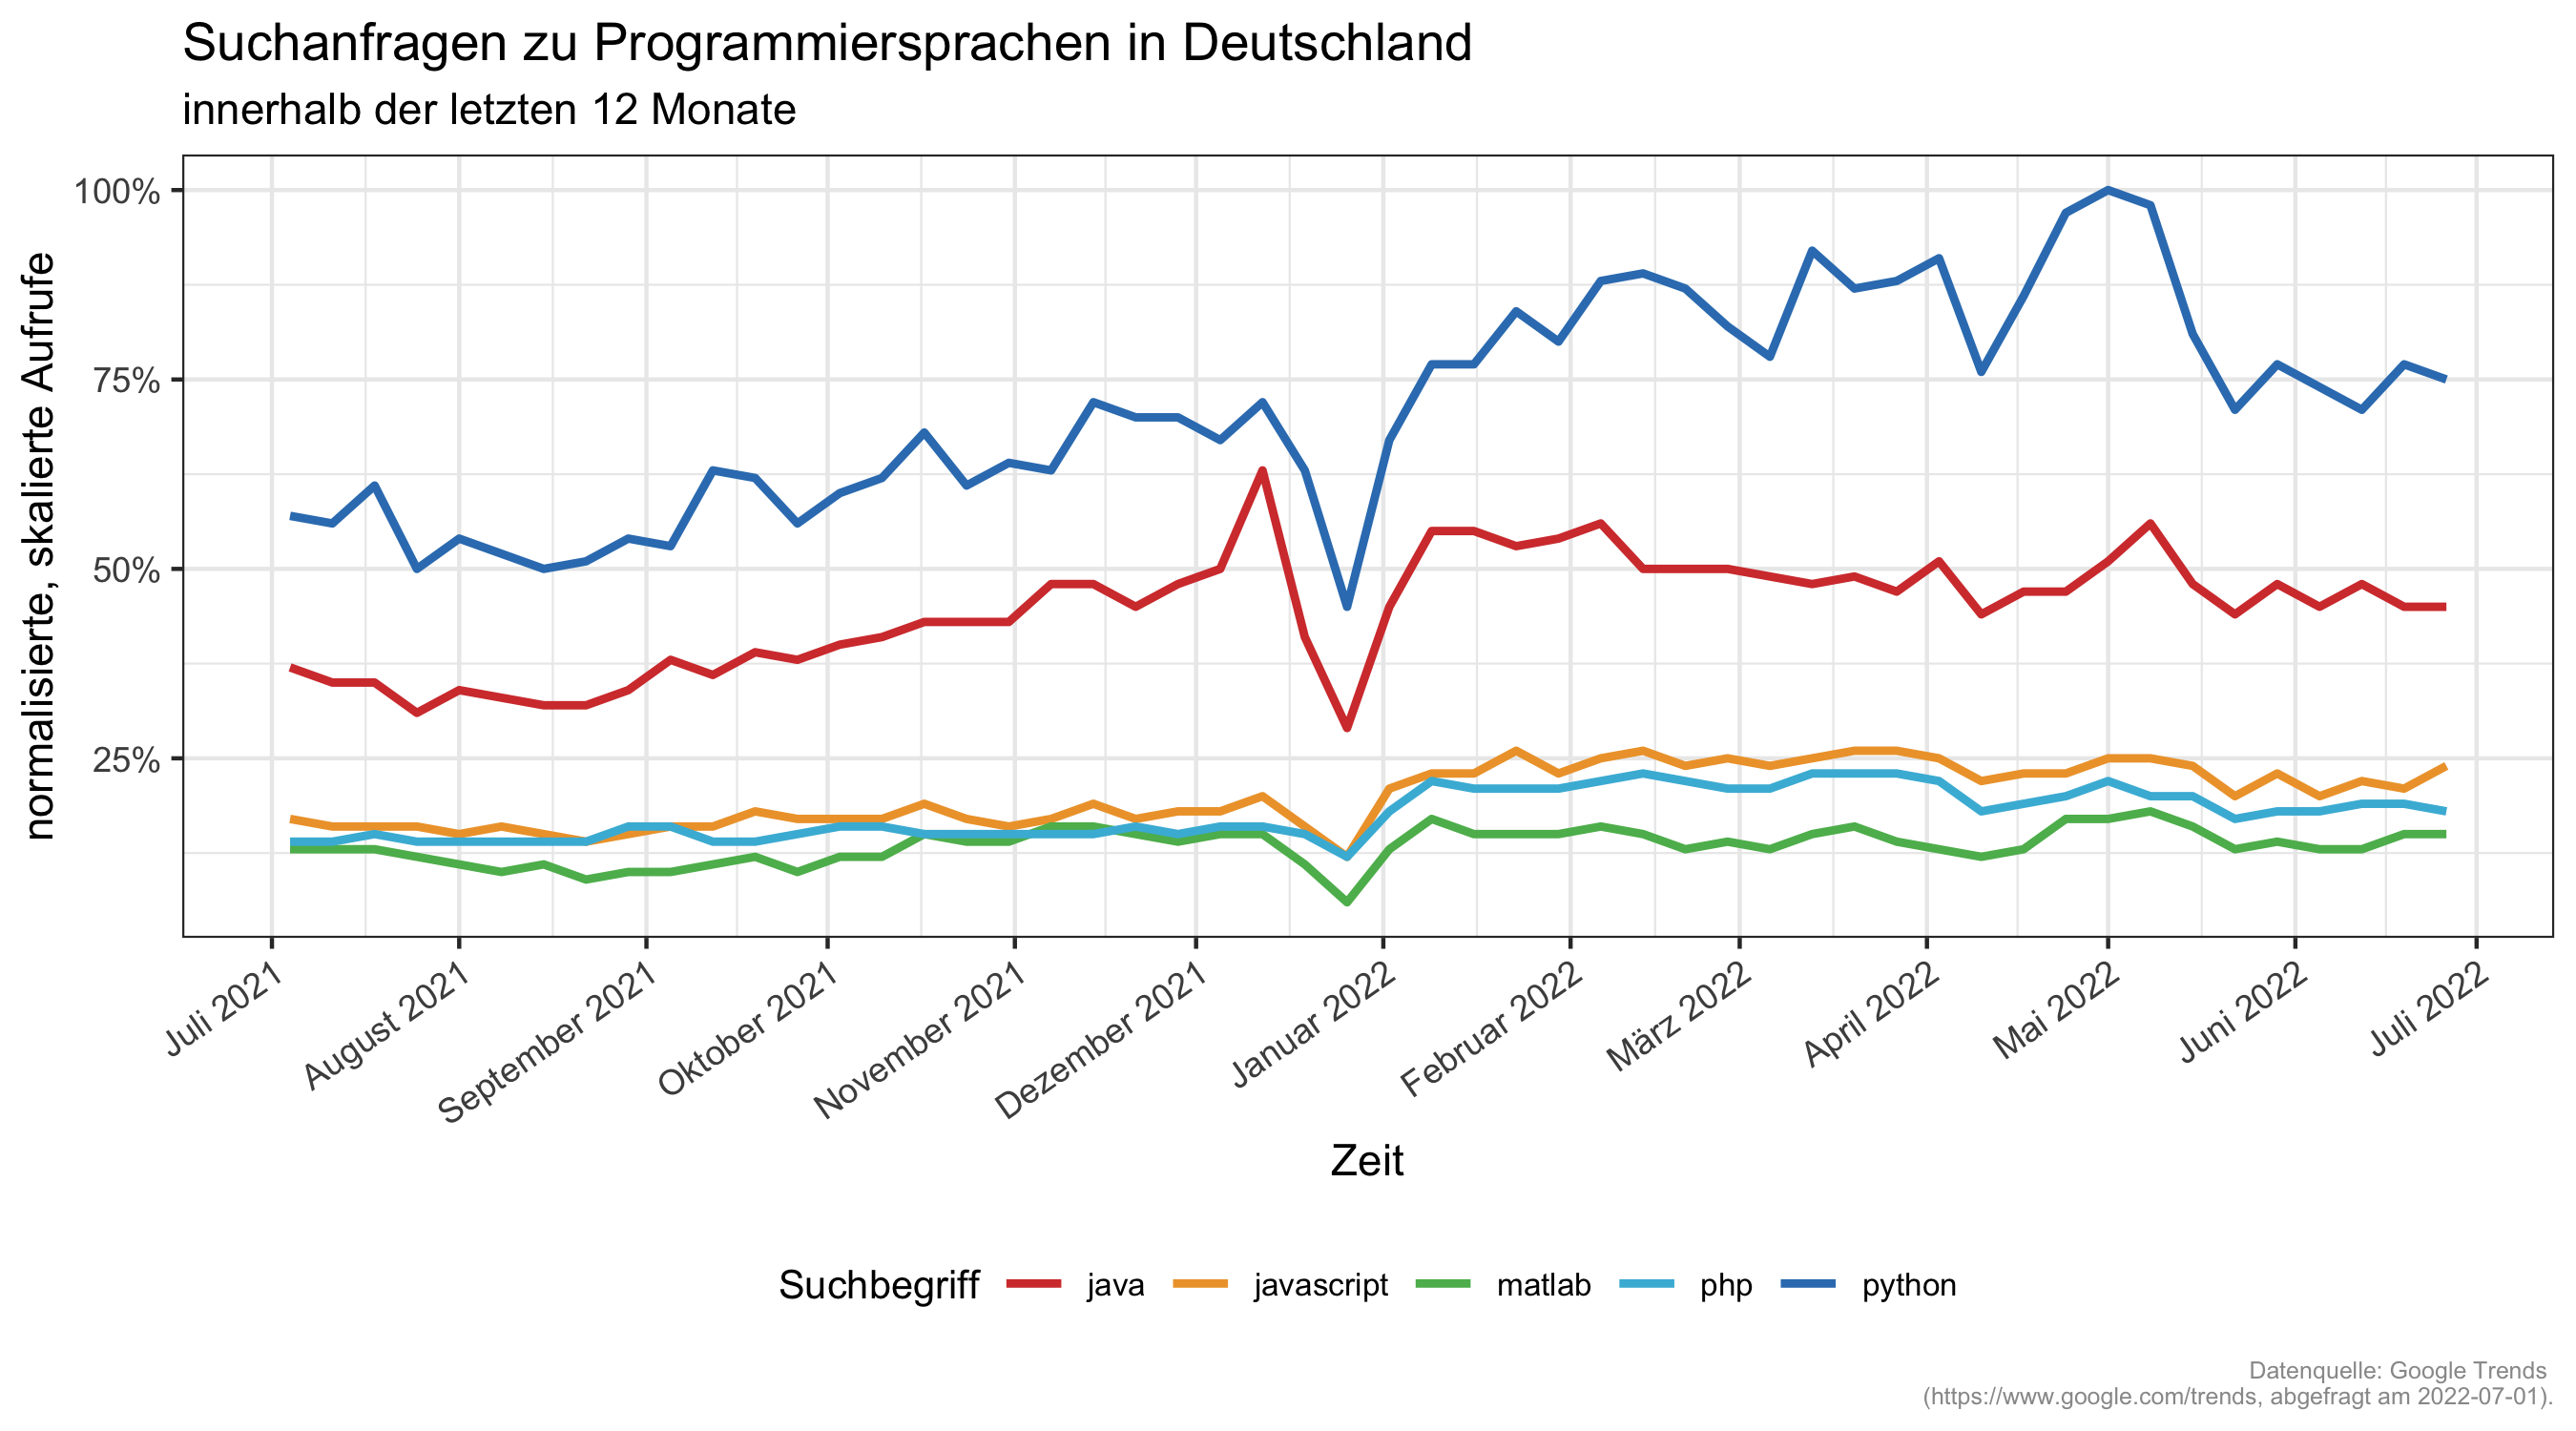 Suchanfragen zu Programmiersprachen in Deutschland
innerhalb der letzten 12 Monate
normalisierte, skalierte Aufrufe
100%
75%
50%
25%
Juli 2021
August 2021
September 2021
Oktober 2021
November 2021
Dezember 2021
Januar 2022
Februar 2022
März 2022
April 2022
Mai 2022
Juni 2022
Juli 2022
Zeit
Suchbegriff java javascript matlab php python
Datenquelle: Google Trends
(https://www.google.com/trends, abgefragt am 2022-07-01).